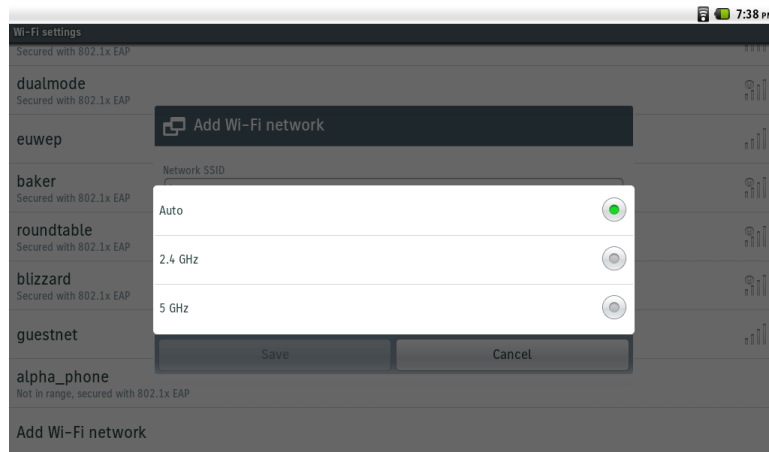 7:38 PM
Wi-Fi settings
Secured with 802.1x EAP
dualmode
Secured with 802.1x EAP
euwep
baker
Secured with 802.1x EAP
roundtable
Secured with 802.1x EAP
blizzard
Secured with 802.1x EAP
guestnet
alpha_phone
Not in range, secured with 802.1x EAP
Add Wi-Fi network
Add Wi-Fi network
Network SSID
Auto
2.4 GHz
5 GHz
Save
Cancel